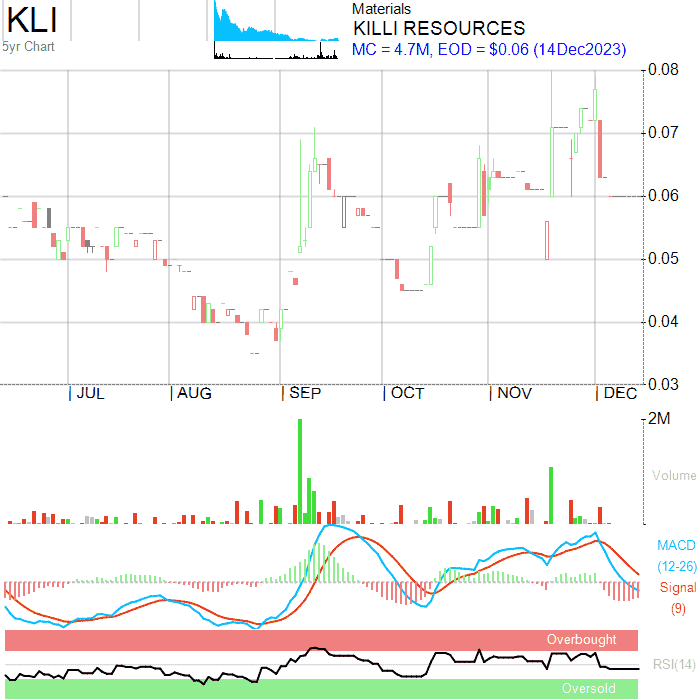 KLI
5yr Chart
Materials
KILLI RESOURCES
MC = 4.7M, EOD = $0.06 (14Dec2023)
0.08
0.07
0.06
0.05
0.04
0.03
JUL AUG SEP OCT NOV DEC
2M
Volume
MACD
(12-26)
Signal
(9)
Overbought
RSI(14)
Oversold